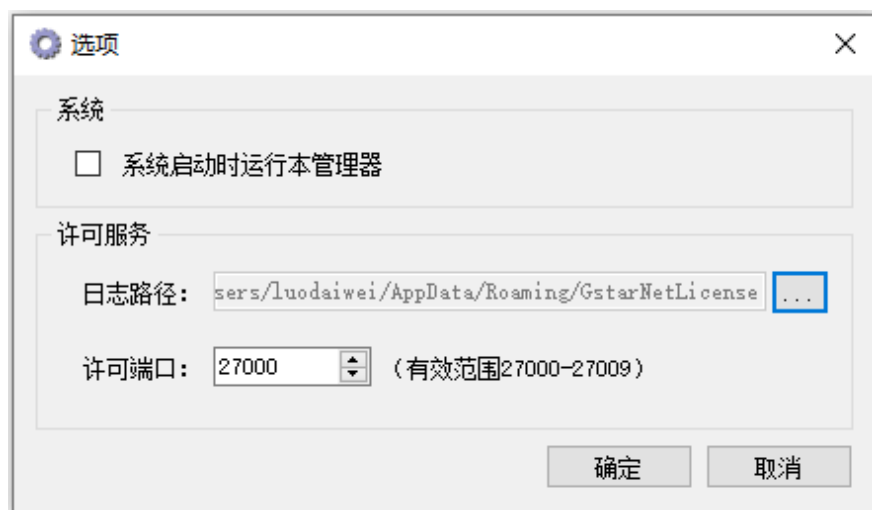 选项
系统
系统启动时运行本管理器
许可服务
日志路径: sers/luodaiwei/AppData/Roaming/GstarNetLicense ...
许可端口: 27000 (有效范围27000-27009)
确定 取消